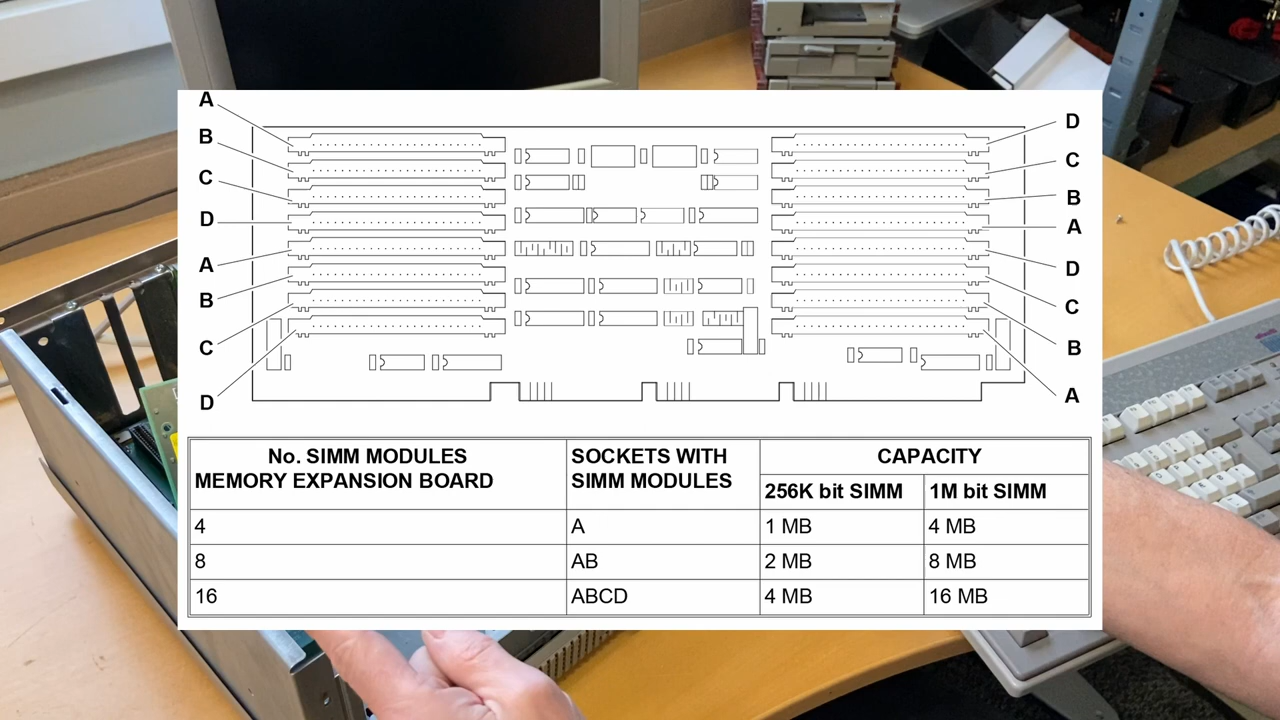 A
B
C
D
A
B
C
D
D
C
B
A
D
C
B
A
No. SIMM MODULES
MEMORY EXPANSION BOARD
SOCKETS WITH
SIMM MODULES
CAPACITY
256K bit SIMM
1M bit SIMM
4 A 1 MB 4 MB
8 AB 2 MB 8 MB
16 ABCD 4 MB 16 MB